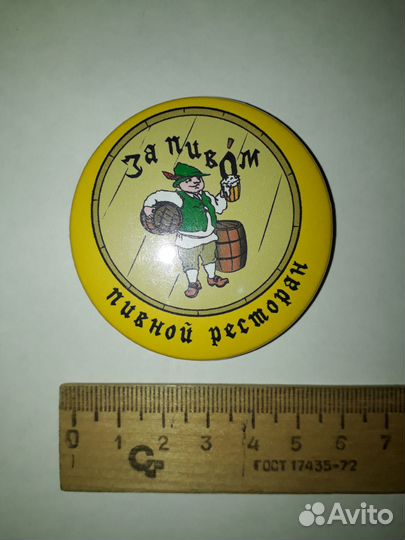 За пивом
пивной ресторан
0 1 2 3 4 5 6 7
ГОСТ 17435-72
Avito